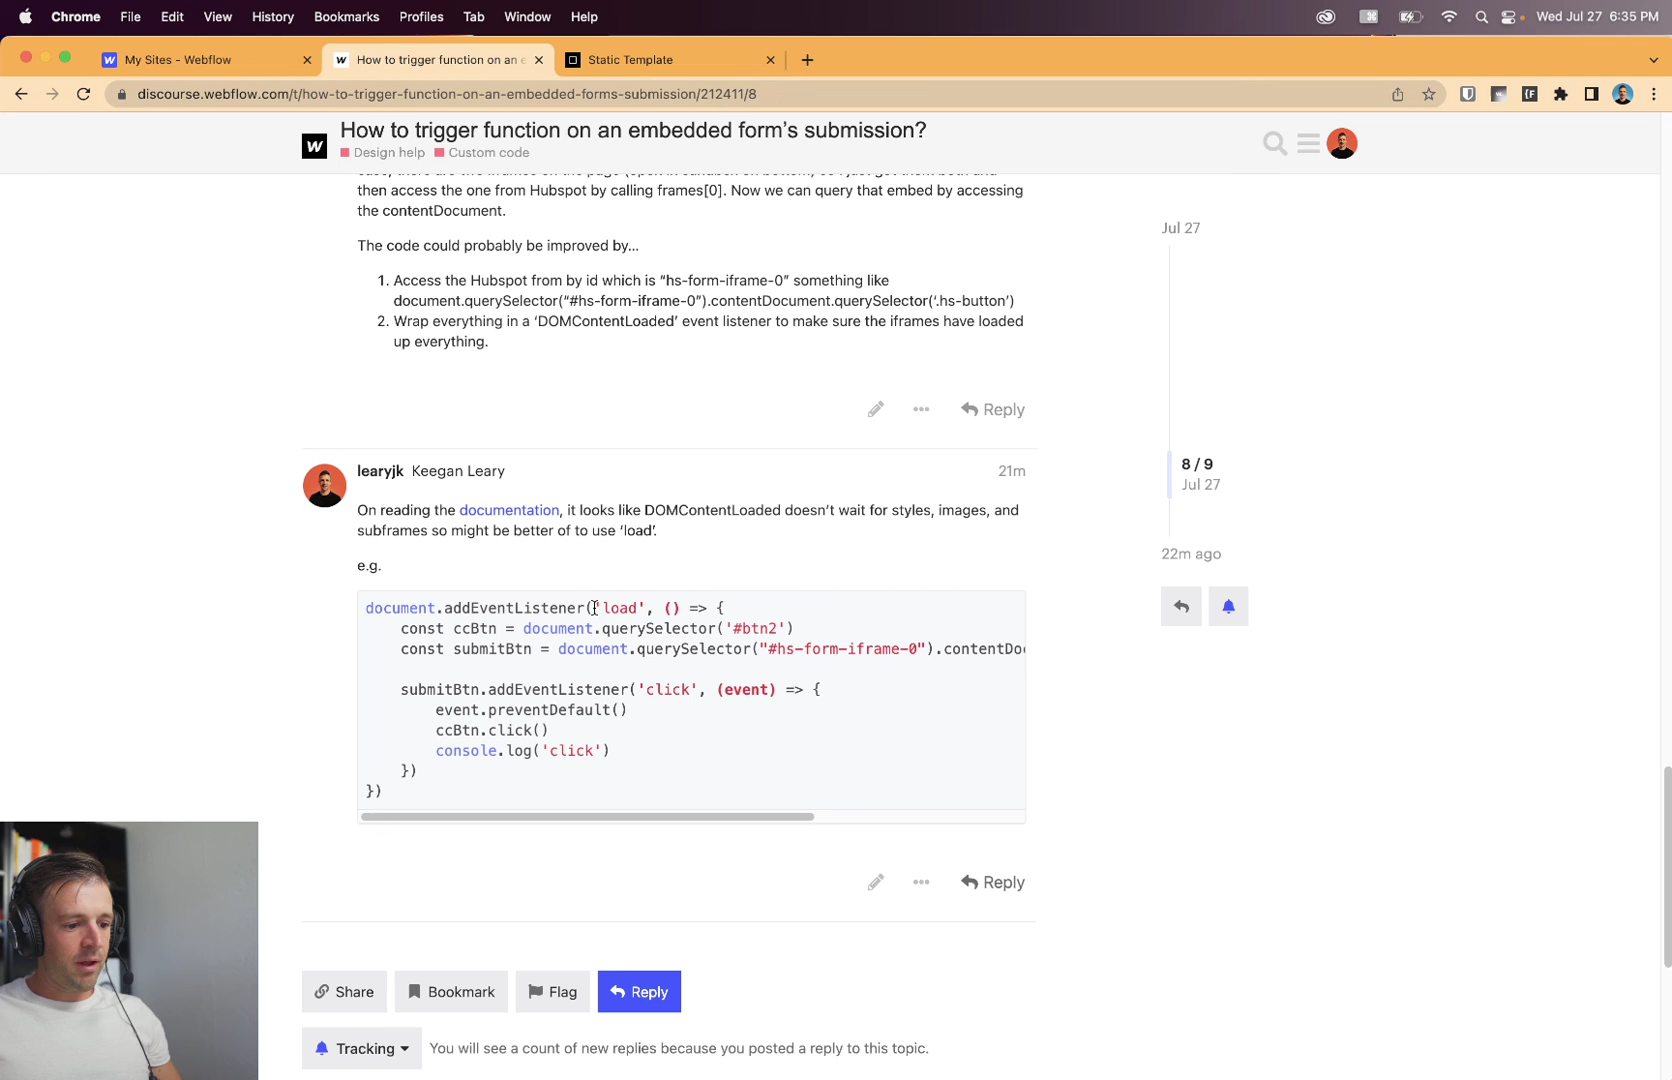 Chrome File Edit View History Bookmarks Profiles Tab Window Help Wed Jul 27 6:35 PM
My Sites - Webflow How to trigger function on an e Static Template
discourse.webflow.com/t/how-to-trigger-function-on-an-embedded-forms-submission/212411/8
How to trigger function on an embedded form's submission?
Design help Custom code
then access the one from Hubspot by calling frames[0]. Now we can query that embed by accessing
the contentDocument.
The code could probably be improved by…
1. Access the Hubspot from by id which is “hs-form-iframe-0” something like
document.querySelector(“#hs-form-iframe-0”).contentDocument.querySelector(‘.hs-button’)
2. Wrap everything in a ‘DOMContentLoaded’ event listener to make sure the iframes have loaded
up everything.
Reply
Jul 27
8 / 9
Jul 27
22m ago
learyjk Keegan Leary 21m
On reading the documentation, it looks like DOMContentLoaded doesn’t wait for styles, images, and
subframes so might be better of to use ‘load’.
e.g.
document.addEventListener('load', () => {
const ccBtn = document.querySelector('#btn2')
const submitBtn = document.querySelector("#hs-form-iframe-0").contentDoc
submitBtn.addEventListener('click', (event) => {
event.preventDefault()
ccBtn.click()
console.log('click')
})
})
Reply
Share Bookmark Flag Reply
Tracking You will see a count of new replies because you posted a reply to this topic.